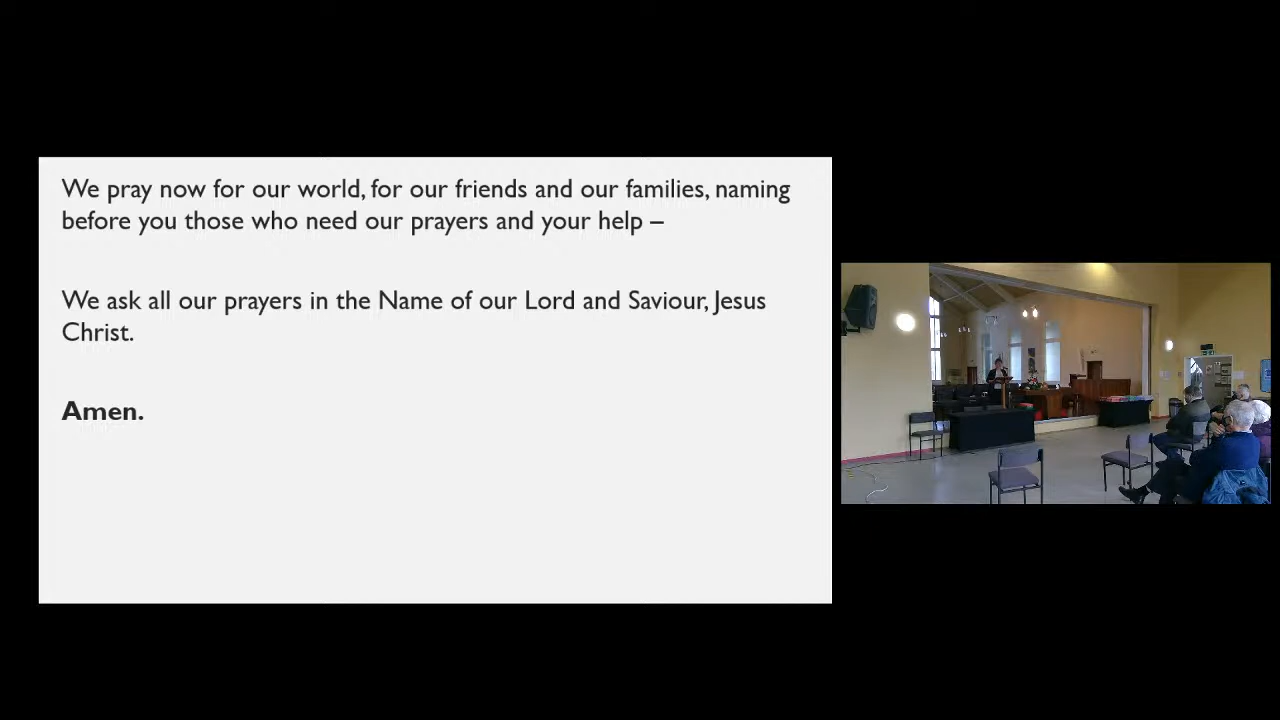 We pray now for our world, for our friends and our families, naming
before you those who need our prayers and your help –
We ask all our prayers in the Name of our Lord and Saviour, Jesus
Christ.
Amen.